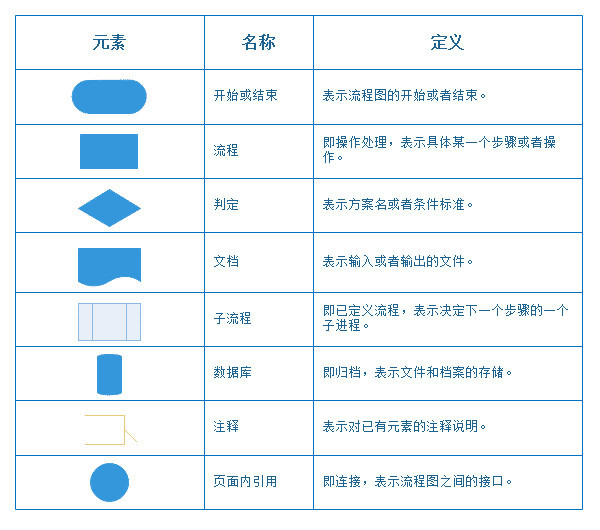 元素 名称 定义
开始或结束 表示流程图的开始或者结束。
流程 即操作处理，表示具体某一个步骤或者操
作。
判定 表示方案名或者条件标准。
文档 表示输入或者输出的文件。
子流程 即已定义流程，表示决定下一个步骤的一个
子进程。
数据库 即归档，表示文件和档案的存储。
注释 表示对已有元素的注释说明。
页面内引用 即连接，表示流程图之间的接口。